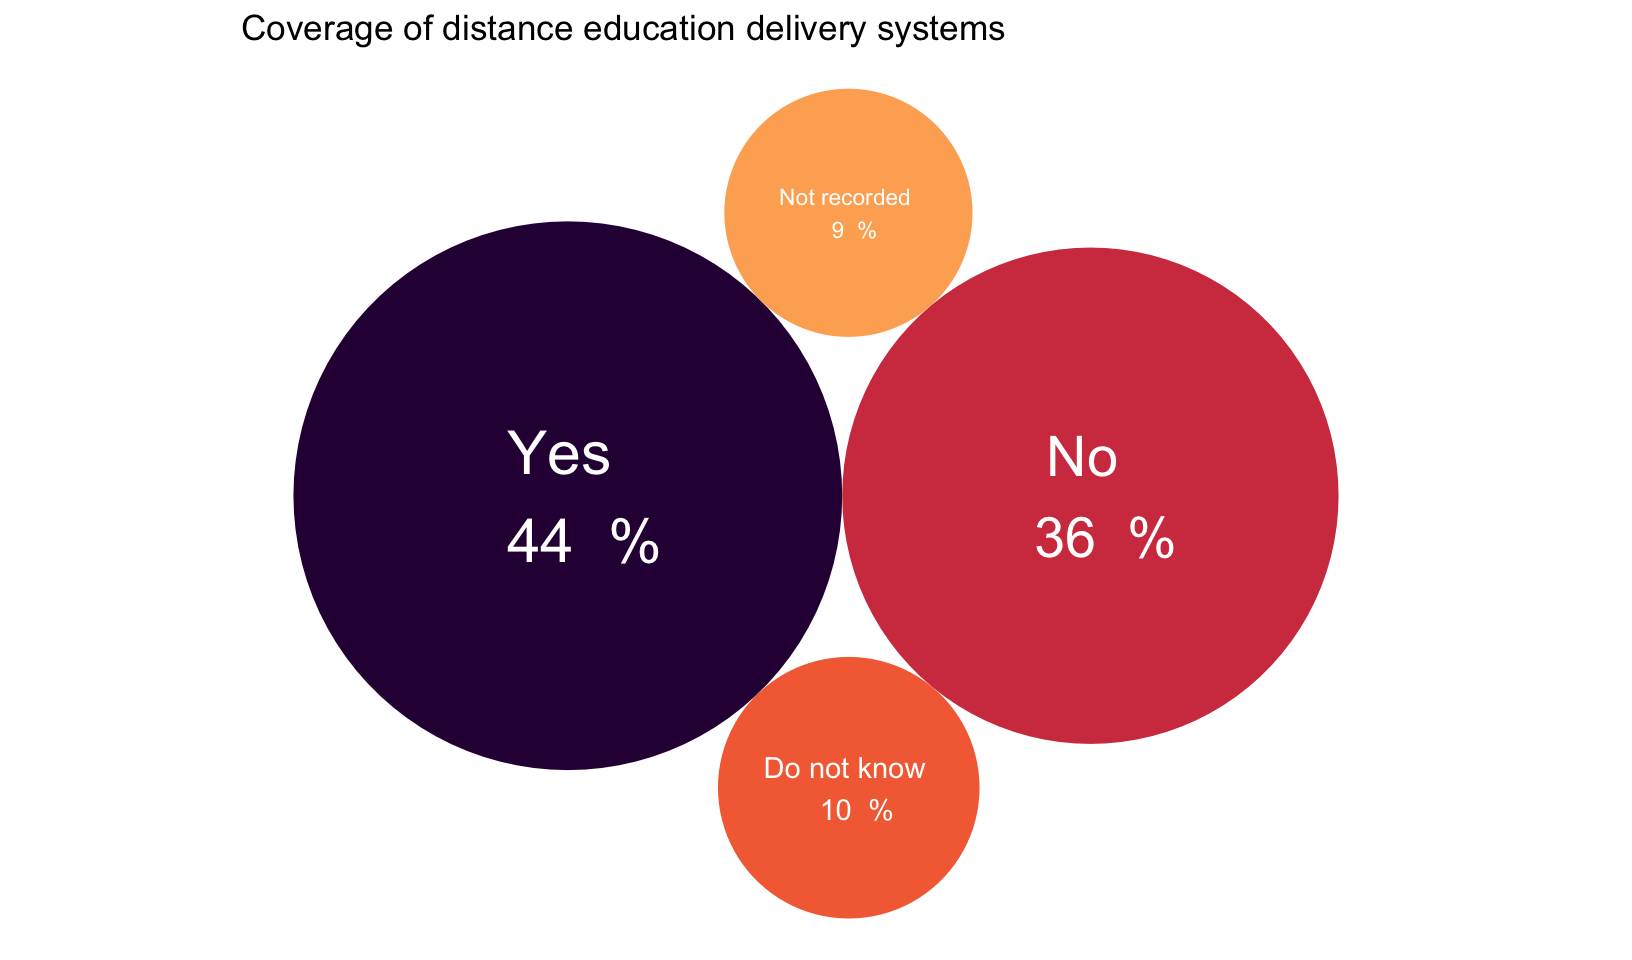 Coverage of distance education delivery systems
Not recorded
9 %
Yes
44 %
No
36 %
Do not know
10 %